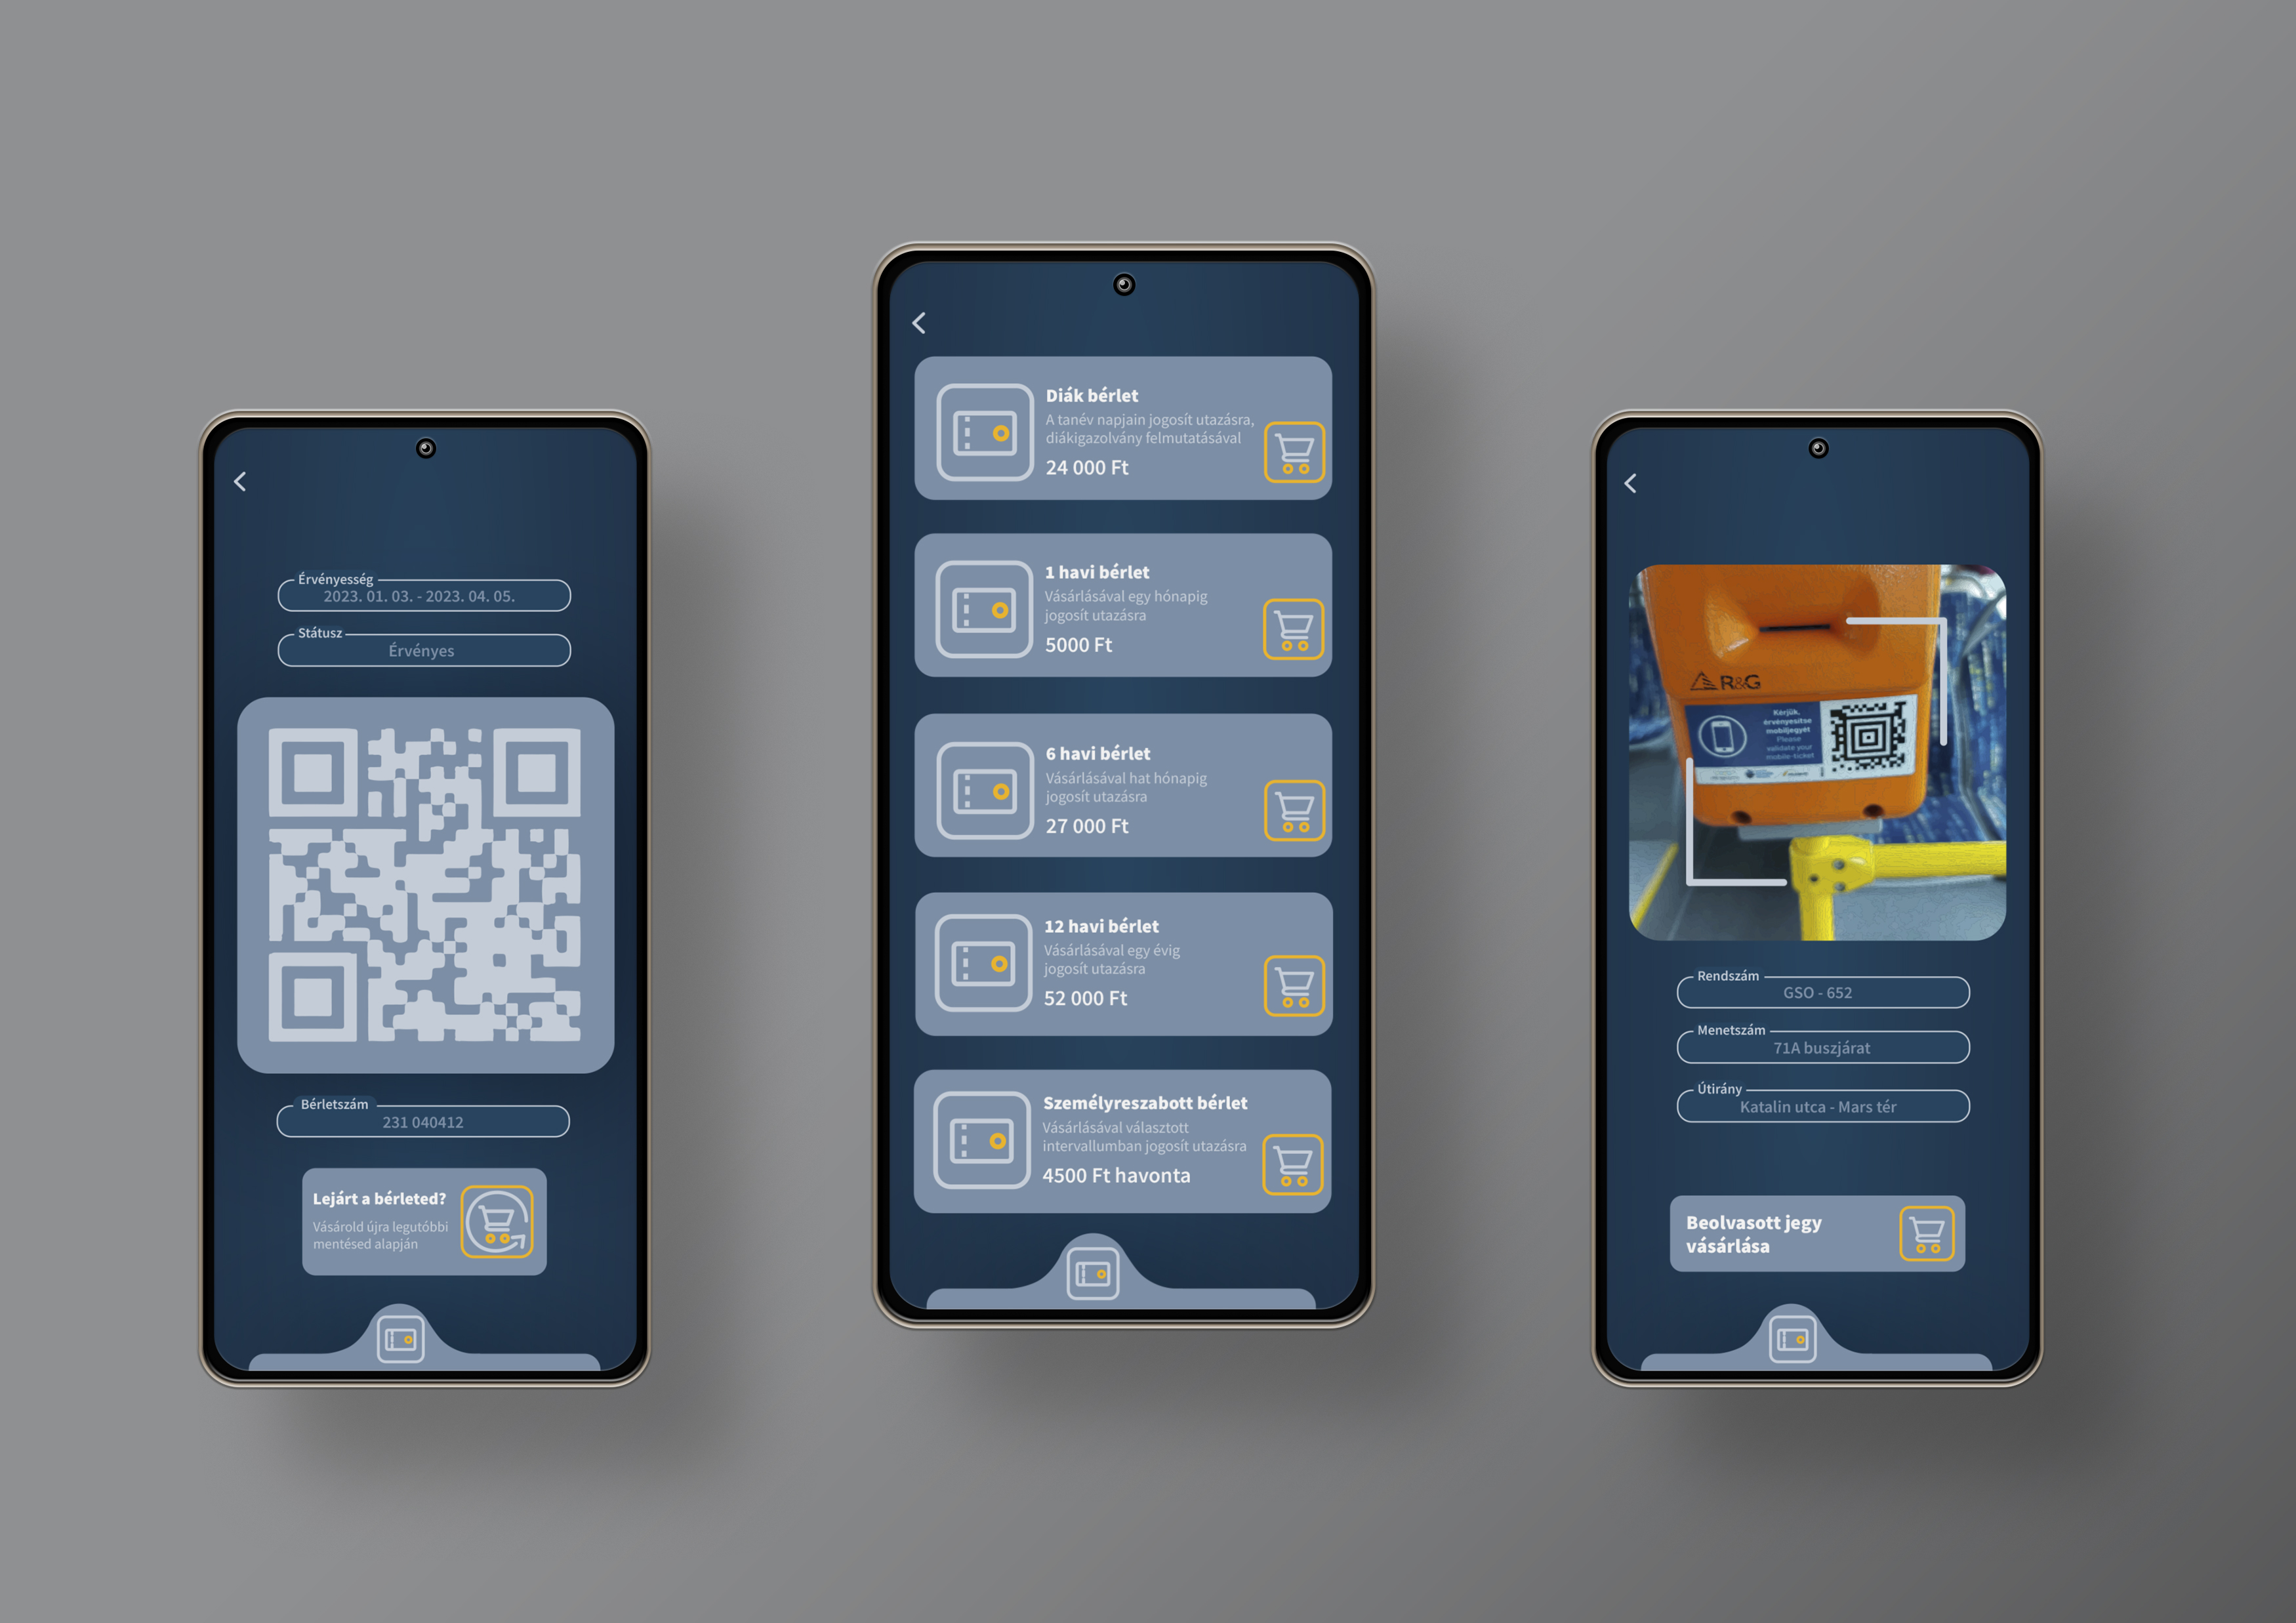 Érvényesség
2023. 01. 03. - 2023. 04. 05.
Státusz
Érvényes
Bérletszám
231 040412
Lejárt a bérleted?
Vásárold újra legutóbbi
mentésed alapján
Diák bérlet
A tanév napjain jogosít utazásra,
diákigazolvány felmutatásával
24 000 Ft
1 havi bérlet
Vásárlásával egy hónapig
jogosít utazásra
5000 Ft
6 havi bérlet
Vásárlásával hat hónapig
jogosít utazásra
27 000 Ft
12 havi bérlet
Vásárlásával egy évig
jogosít utazásra
52 000 Ft
Személyreszabott bérlet
Vásárlásával választott
intervallumban jogosít utazásra
4500 Ft havonta
R&G
Kérjük,
érvényesítse
mobiljegyét
Please
validate your
mobile-ticket
Rendszám
GSO - 652
Menetszám
71A buszjárat
Útirány
Katalin utca - Mars tér
Beolvasott jegy
vásárlása